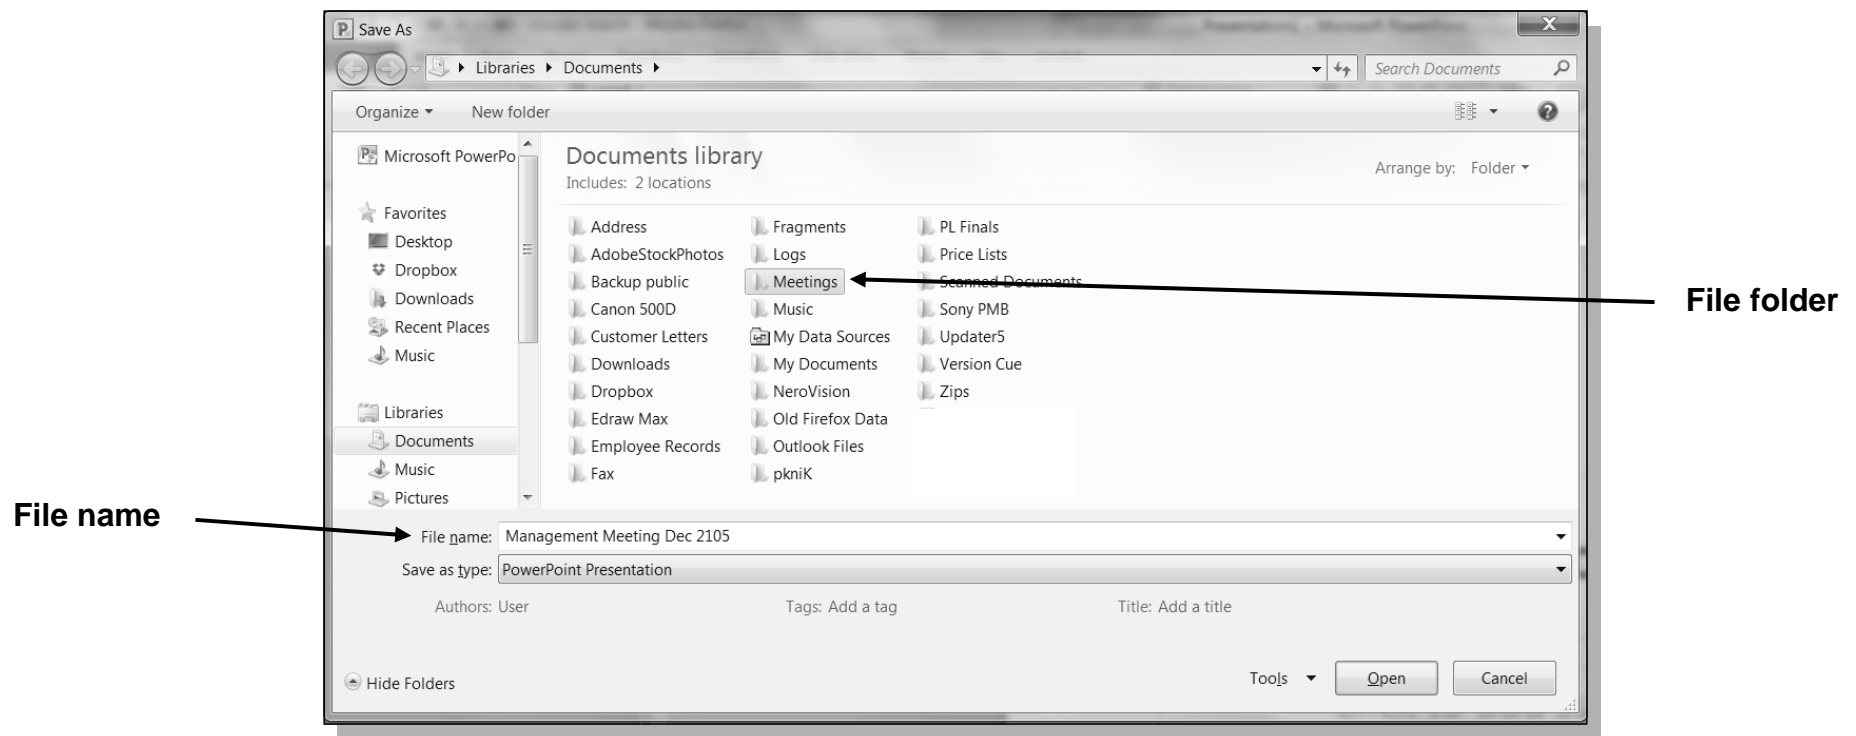 Save As
Libraries Documents
Search Documents
Organize New folder
Microsoft PowerPo
Favorites
Desktop
Dropbox
Downloads
Recent Places
Music
Libraries
Documents
Music
Pictures
Documents library
Includes: 2 locations
Arrange by: Folder
Address
AdobeStockPhotos
Backup public
Canon 500D
Customer Letters
Downloads
Dropbox
Edraw Max
Employee Records
Fax
Fragments
Logs
Meetings
Music
My Data Sources
My Documents
NeroVision
Old Firefox Data
Outlook Files
pkniK
PL Finals
Price Lists
Scanned Documents
Sony PMB
Updater5
Version Cue
Zips
File folder
File name
File name: Management Meeting Dec 2105
Save as type: PowerPoint Presentation
Authors: User Tags: Add a tag Title: Add a title
Hide Folders
Tools Open Cancel